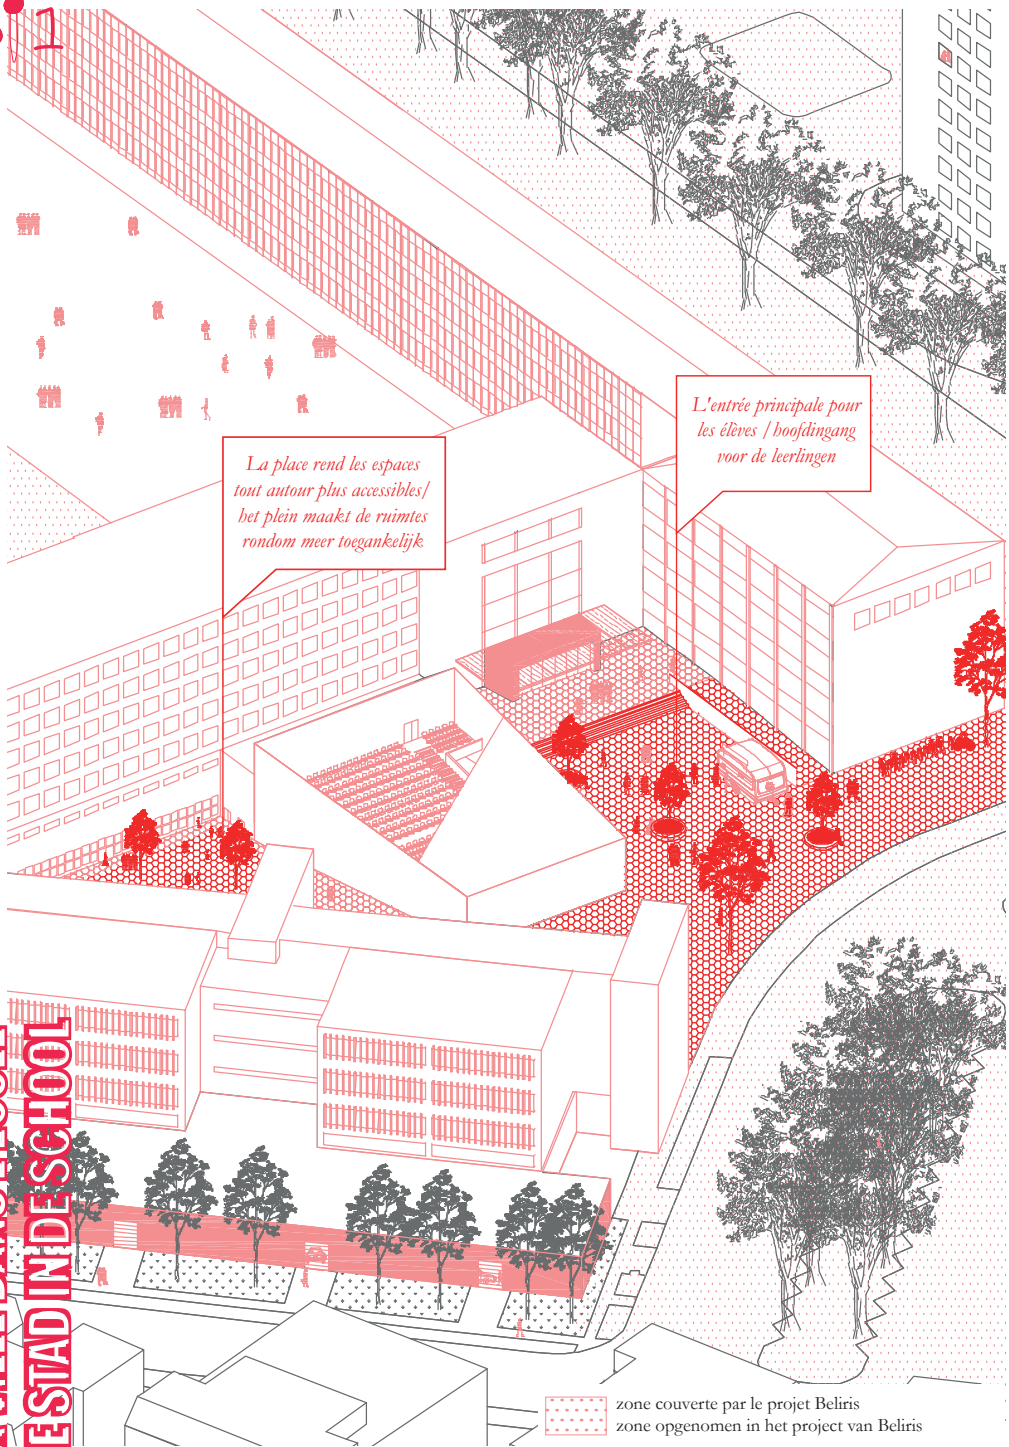 1
L'entrée principale pour
les élèves / hoofdingang
voor de leerlingen
La place rend les espaces
tout autour plus accessibles/
het plein maakt de ruimtes
rondom meer toegankelijk
E STAD IN DE SCHOOL
zone couverte par le projet Beliris
zone opgenomen in het project van Beliris